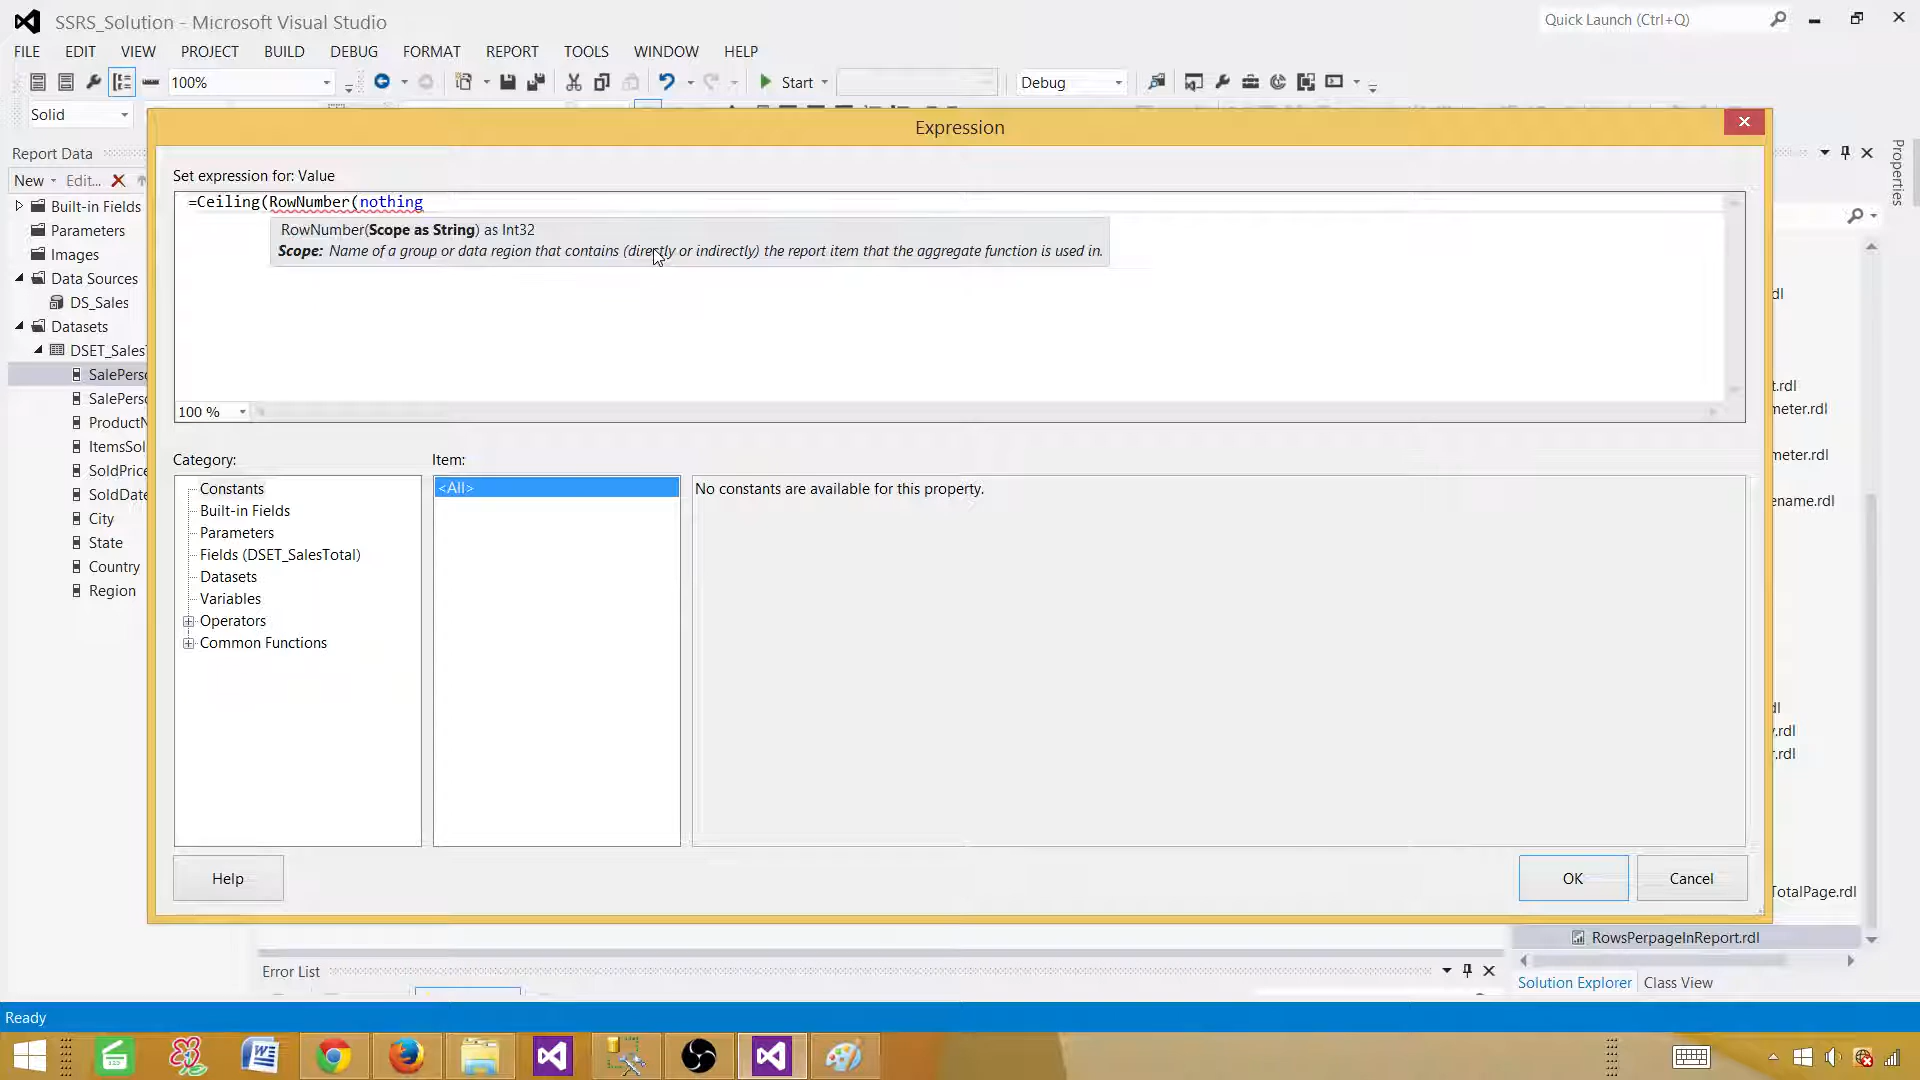 SSRS_Solution - Microsoft Visual Studio
Quick Launch (Ctrl+Q)
FILE EDIT VIEW PROJECT BUILD DEBUG FORMAT REPORT TOOLS WINDOW HELP
100% Start Debug
Solid
Expression
Report Data
Properties
New Edit...
Set expression for: Value
=Ceiling(RowNumber(nothing
RowNumber(Scope as String) as Int32
Scope: Name of a group or data region that contains (directly or indirectly) the report item that the aggregate function is used in.
Built-in Fields
Parameters
Images
Data Sources
DS_Sales
Datasets
DSET_Sales
SalePerso
SalePerso
ProductN
ItemsSol
SoldPrice
SoldDate
City
State
Country
Region
100 %
Category:
Item:
Constants
Built-in Fields
Parameters
Fields (DSET_SalesTotal)
Datasets
Variables
Operators
Common Functions
<All>
No constants are available for this property.
Help
OK
Cancel
dl
t.rdl
neter.rdl
meter.rdl
ename.rdl
dl
y.rdl
r.rdl
TotalPage.rdl
RowsPerpageInReport.rdl
Error List
Solution Explorer Class View
Ready